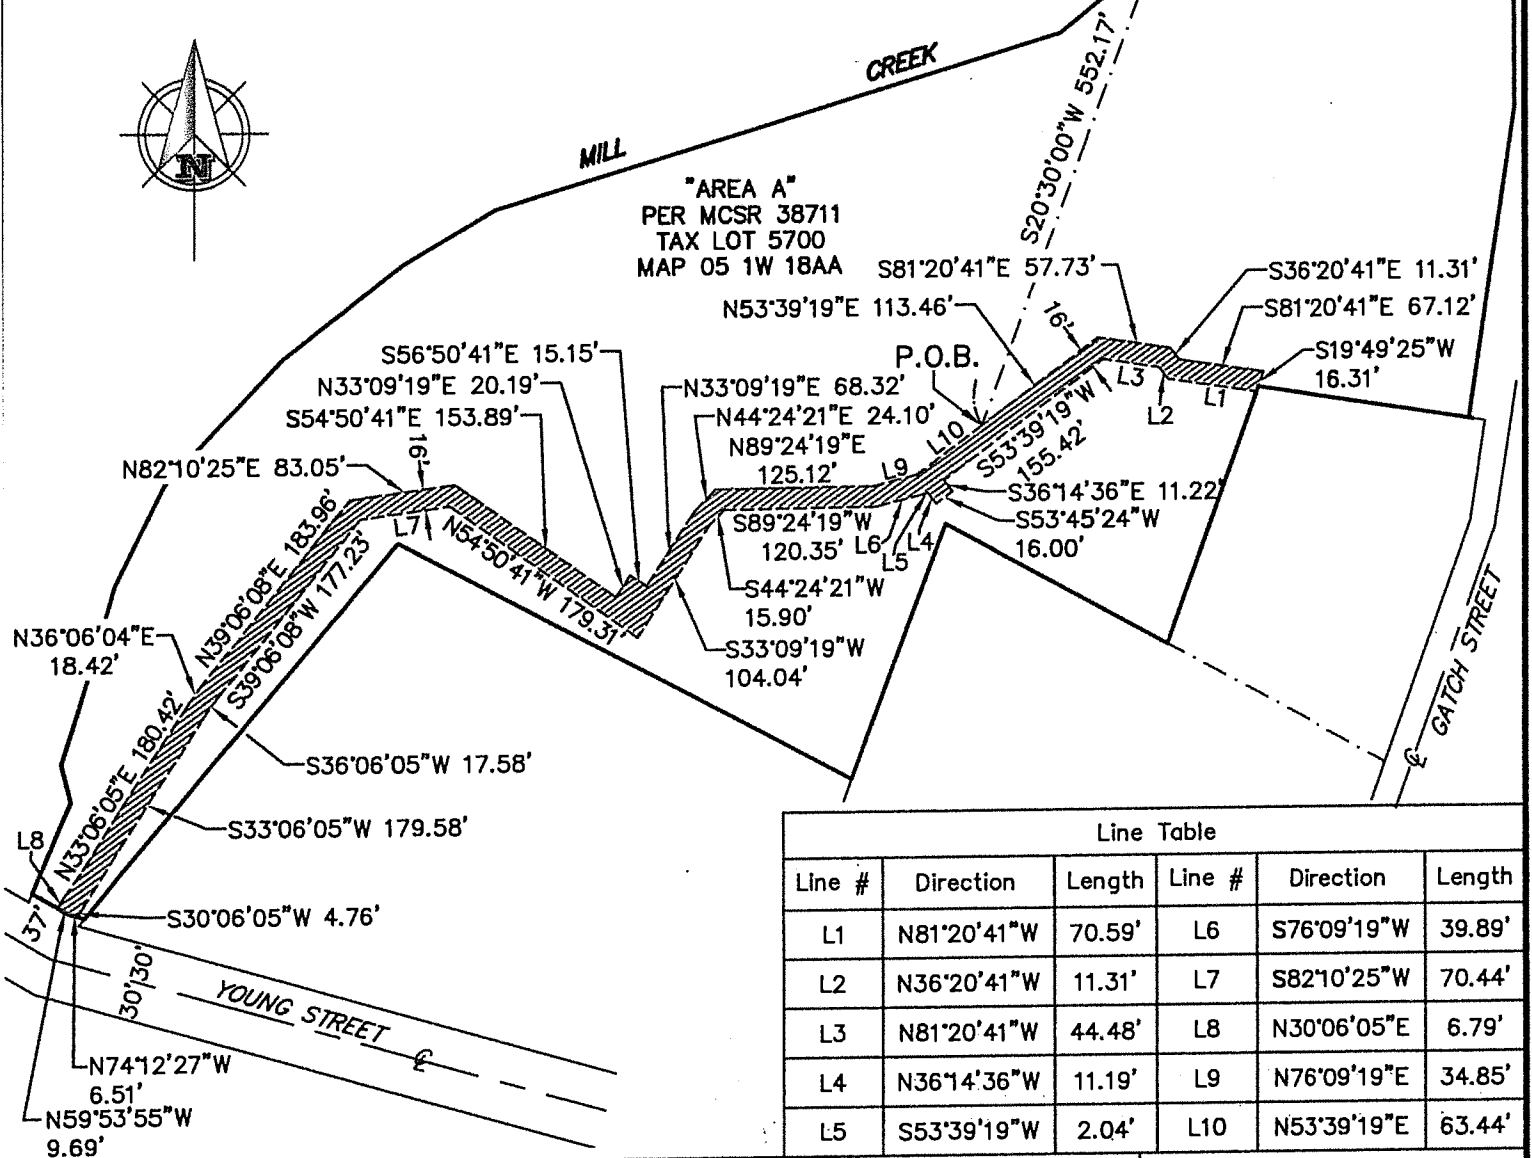 N
MILL
CREEK
"AREA A"
PER MCSR 38711
TAX LOT 5700
MAP 05 1W 18AA
S20°30'00"W 552.17'
S81°20'41"E 57.73'
S36°20'41"E 11.31'
N53°39'19"E 113.46'
16'
S81°20'41"E 67.12'
S19°49'25"W
16.31'
P.O.B.
L3
L2
L1
S56°50'41"E 15.15'
N33°09'19"E 20.19'
S54°50'41"E 153.89'
N33°09'19"E 68.32'
N44°24'21"E 24.10'
N89°24'19"E
125.12'
L9
L10
S53°39'19"W
155.42'
N82°10'25"E 83.05'
16'
L7
N54°50'41"W 179.31'
S89°24'19"W
120.35'
L6
L5
L4
S36°14'36"E 11.22'
S53°45'24"W
16.00'
N39°06'08"E 183.96'
S39°06'08"W 177.23'
S44°24'21"W
15.90'
N36°06'04"E
18.42'
S33°09'19"W
104.04'
GATCH STREET
℄
N33°06'05"E 180.42'
S36°06'05"W 17.58'
S33°06'05"W 179.58'
L8
S30°06'05"W 4.76'
37'
30'
30'
YOUNG STREET
℄
N74°12'27"W
6.51'
N59°53'55"W
9.69'
Line Table
Line # Direction Length Line # Direction Length
L1 N81°20'41"W 70.59' L6 S76°09'19"W 39.89'
L2 N36°20'41"W 11.31' L7 S82°10'25"W 70.44'
L3 N81°20'41"W 44.48' L8 N30°06'05"E 6.79'
L4 N36°14'36"W 11.19' L9 N76°09'19"E 34.85'
L5 S53°39'19"W 2.04' L10 N53°39'19"E 63.44'